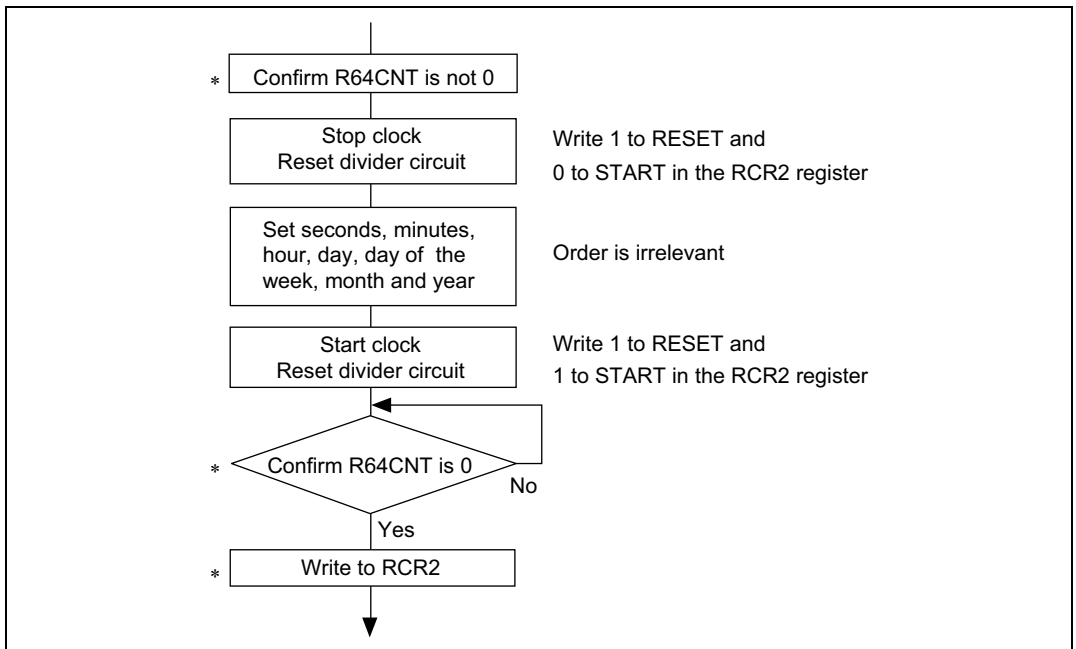 * Confirm R64CNT is not 0
Stop clock
Reset divider circuit
Write 1 to RESET and
0 to START in the RCR2 register
Set seconds, minutes,
hour, day, day of the
week, month and year
Order is irrelevant
Start clock
Reset divider circuit
Write 1 to RESET and
1 to START in the RCR2 register
* Confirm R64CNT is 0
No
Yes
* Write to RCR2